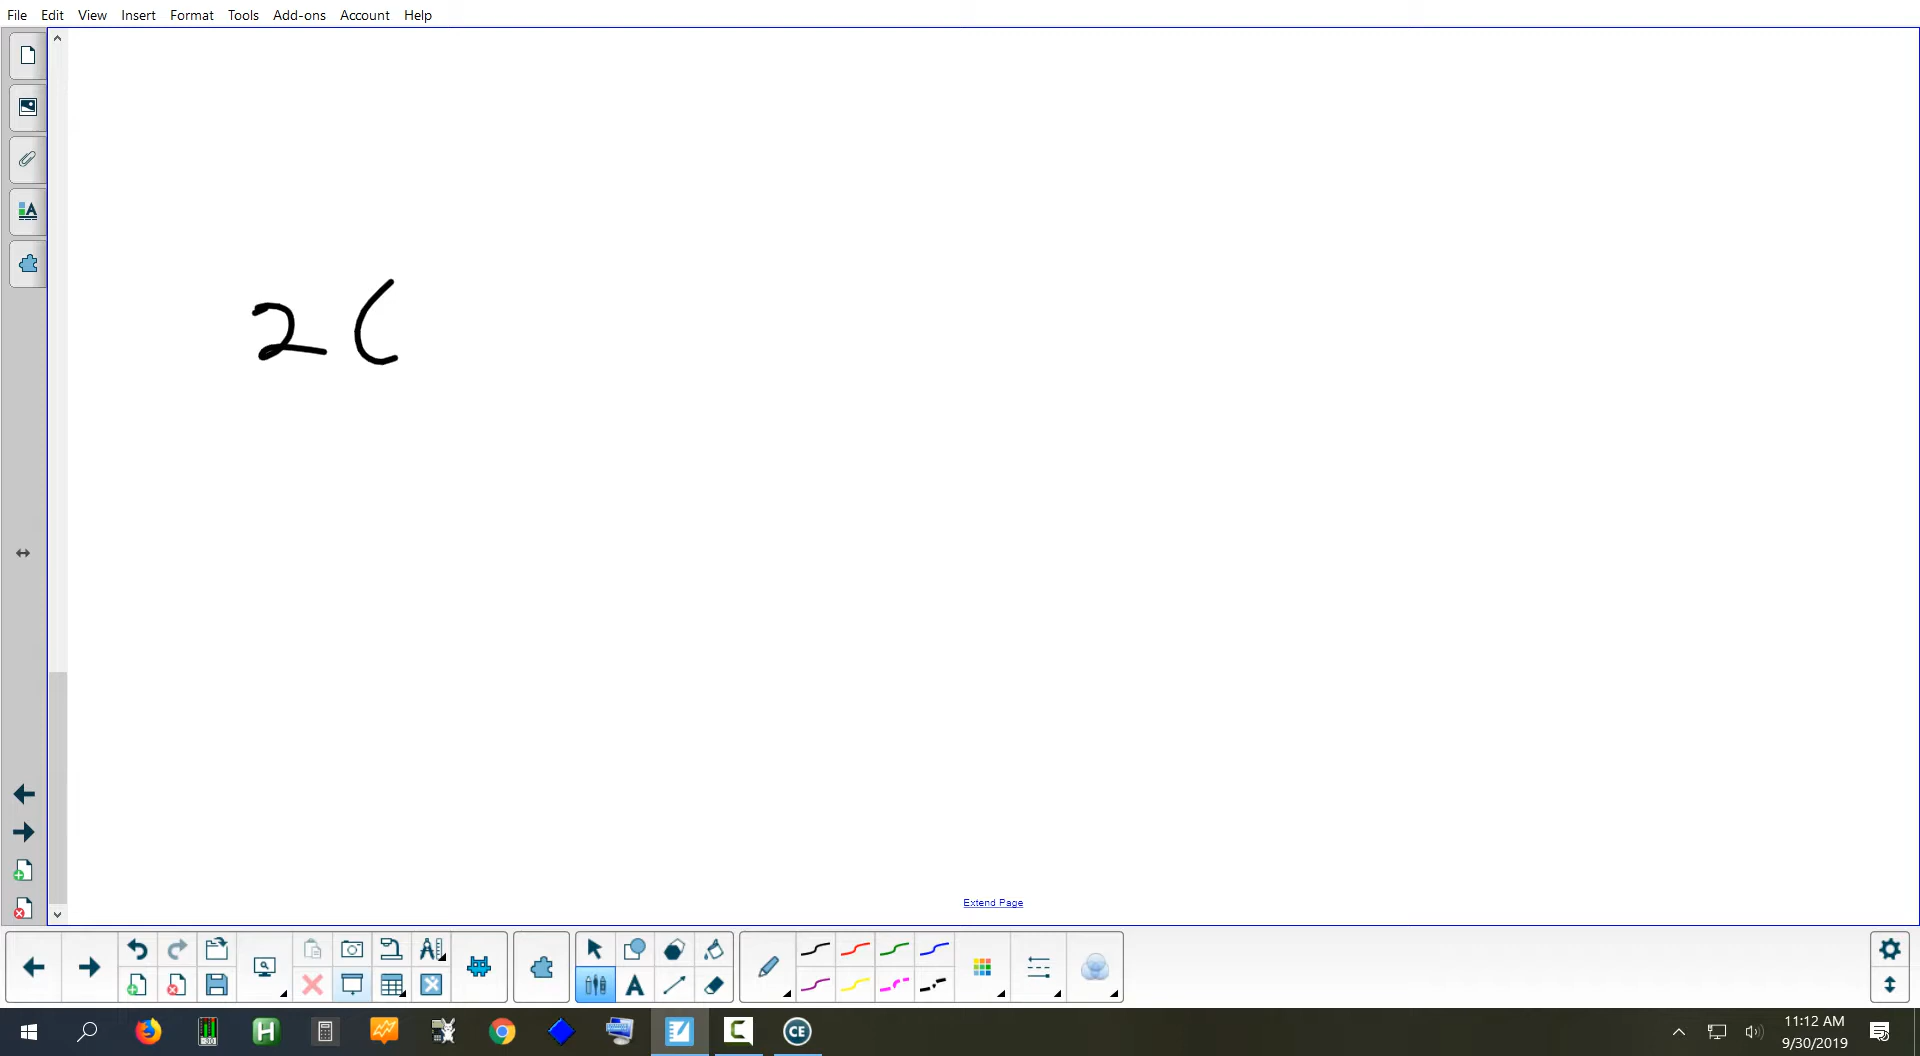 File Edit View Insert Format Tools Add-ons Account Help
2 (
Extend Page
11:12 AM
9/30/2019